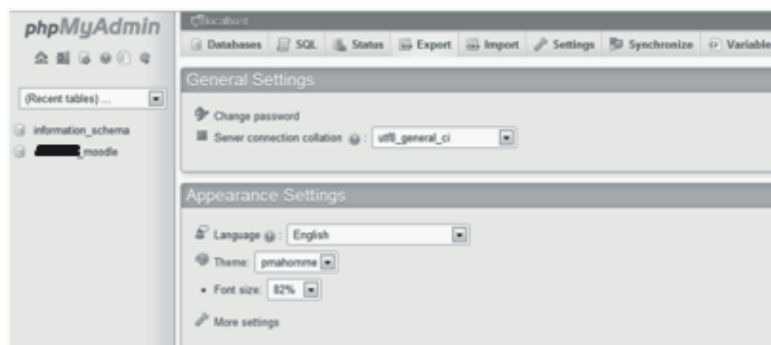 phpMyAdmin
(Recent tables) ...
information_schema
_moodle
localhost
Databases SQL Status Export Import Settings Synchronize Variable
General Settings
Change password
Server connection collation : utf8_general_ci
Appearance Settings
Language : English
Theme: pmahomme
• Font size: 82%
More settings